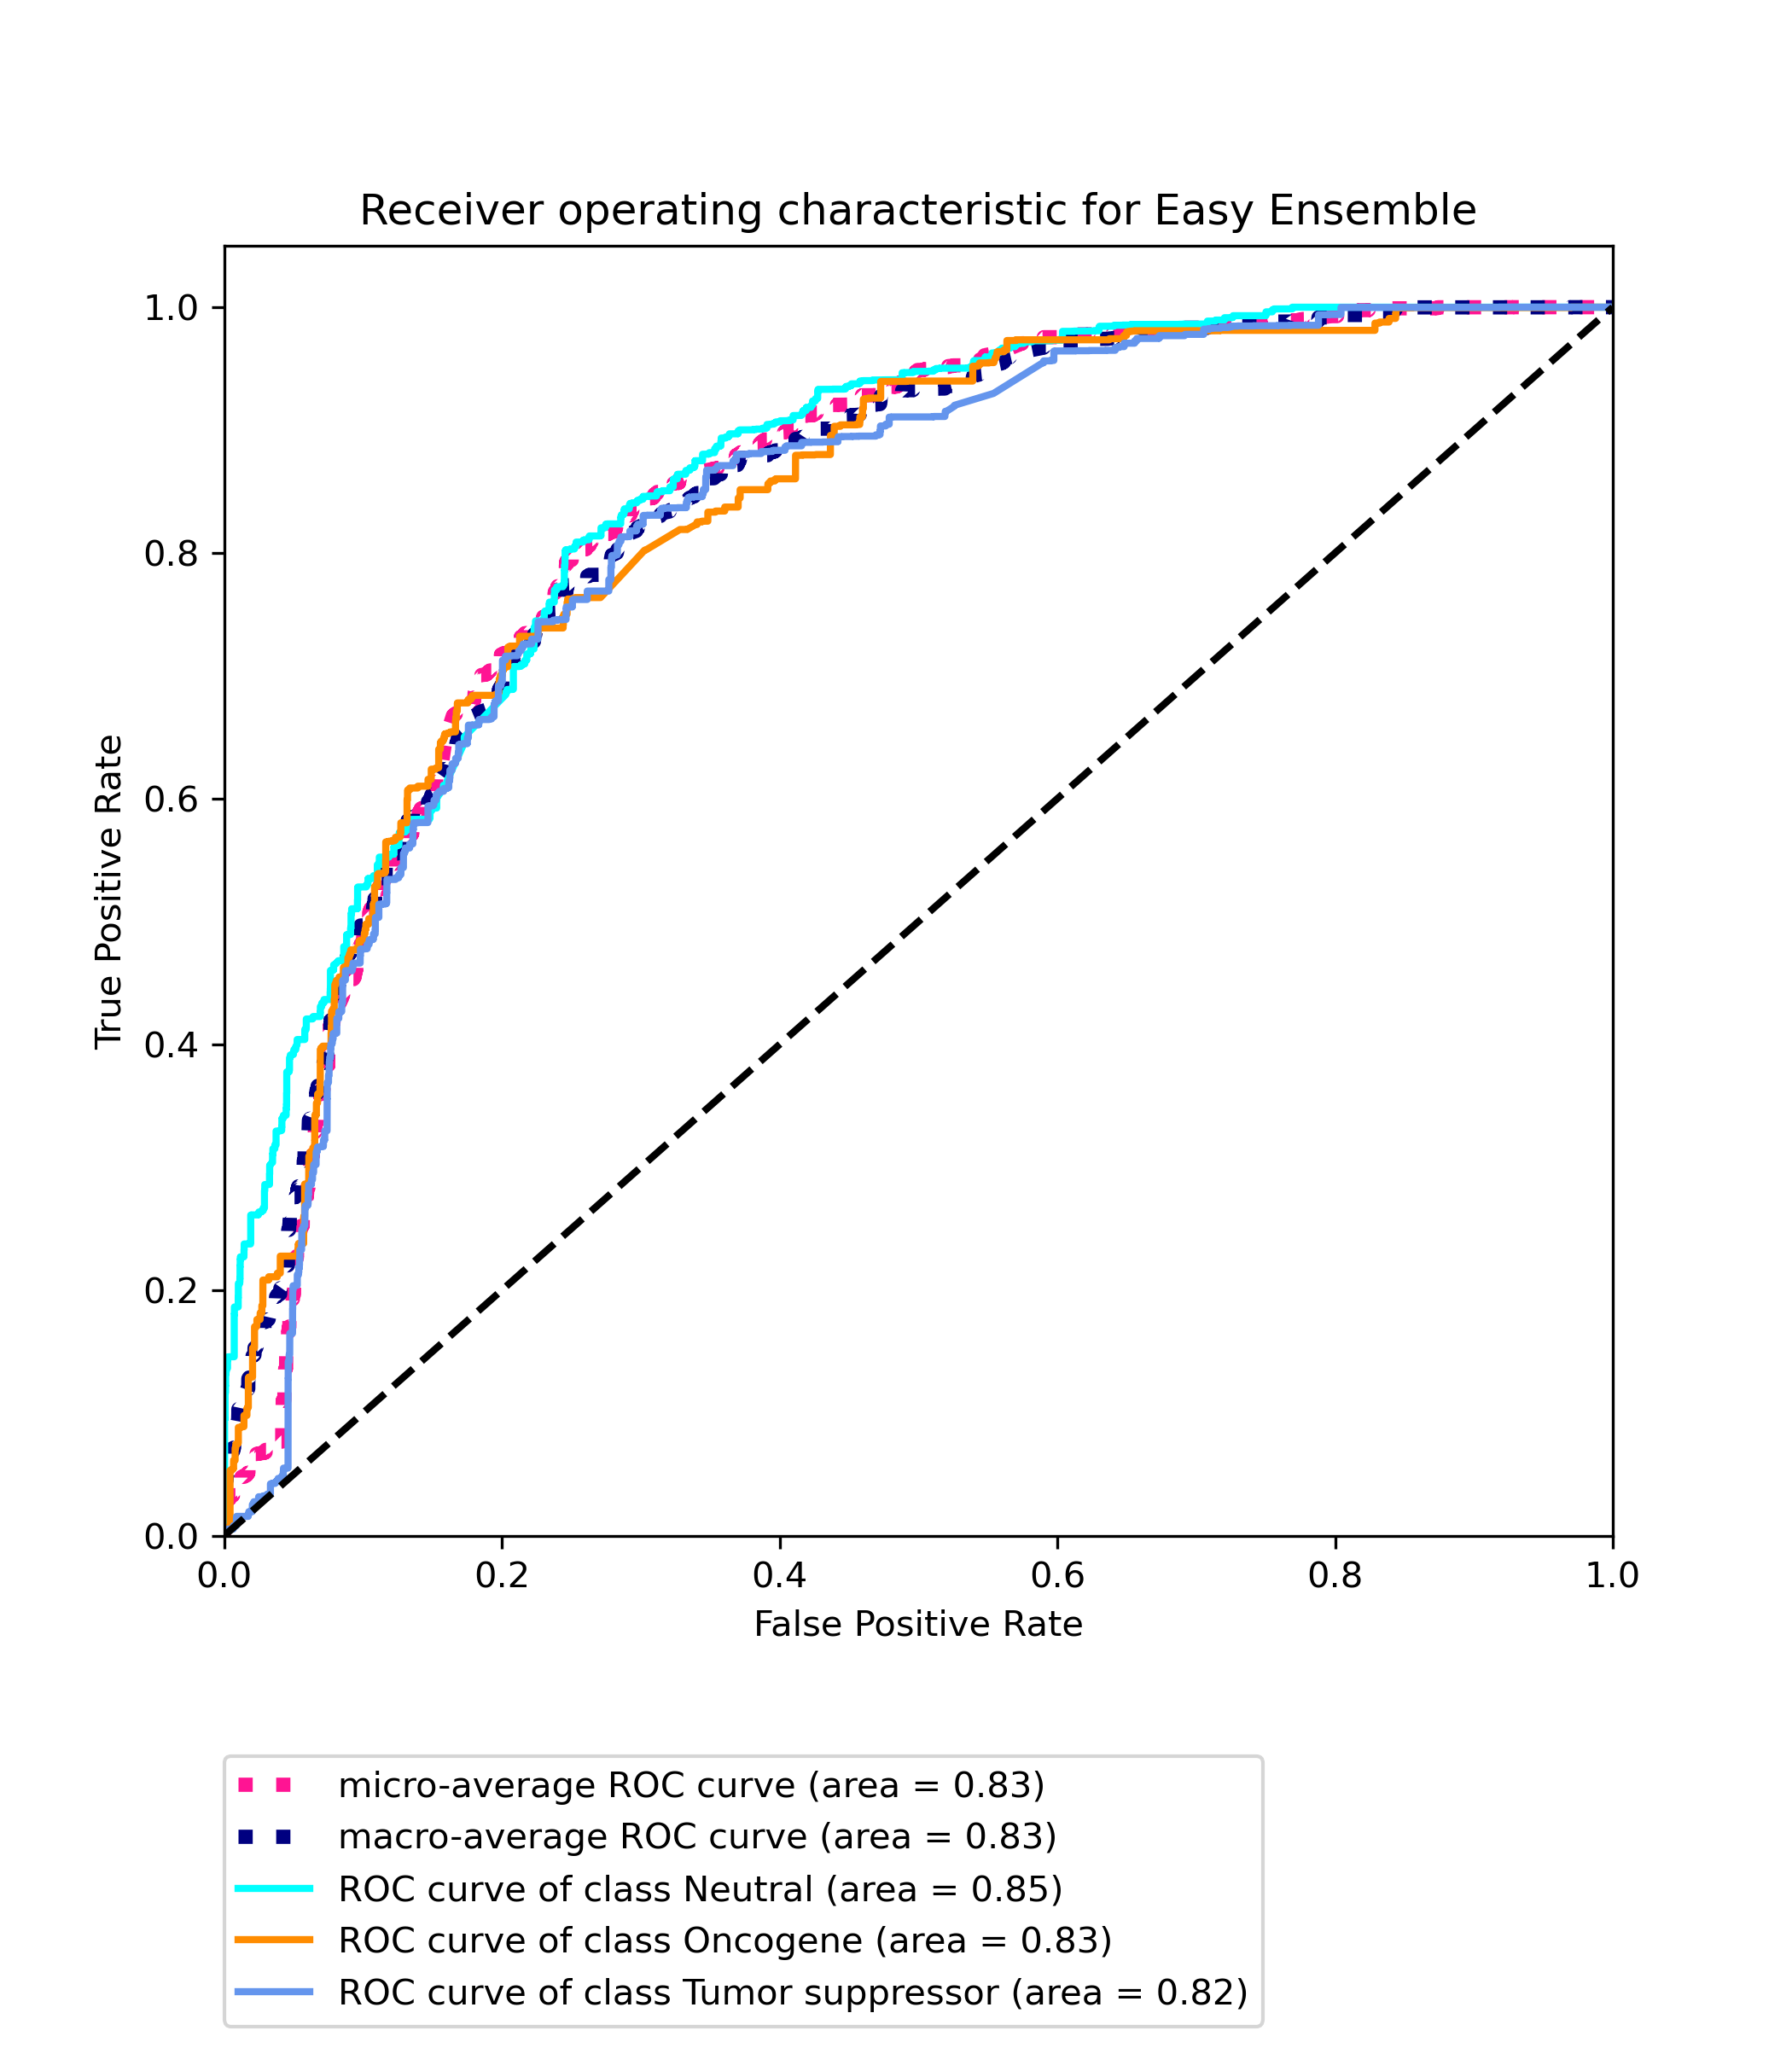 Receiver operating characteristic for Easy Ensemble
1.0
0.8
0.6
0.4
0.2
0.0
True Positive Rate
0.0 0.2 0.4 0.6 0.8 1.0
False Positive Rate
micro-average ROC curve (area = 0.83)
macro-average ROC curve (area = 0.83)
ROC curve of class Neutral (area = 0.85)
ROC curve of class Oncogene (area = 0.83)
ROC curve of class Tumor suppressor (area = 0.82)